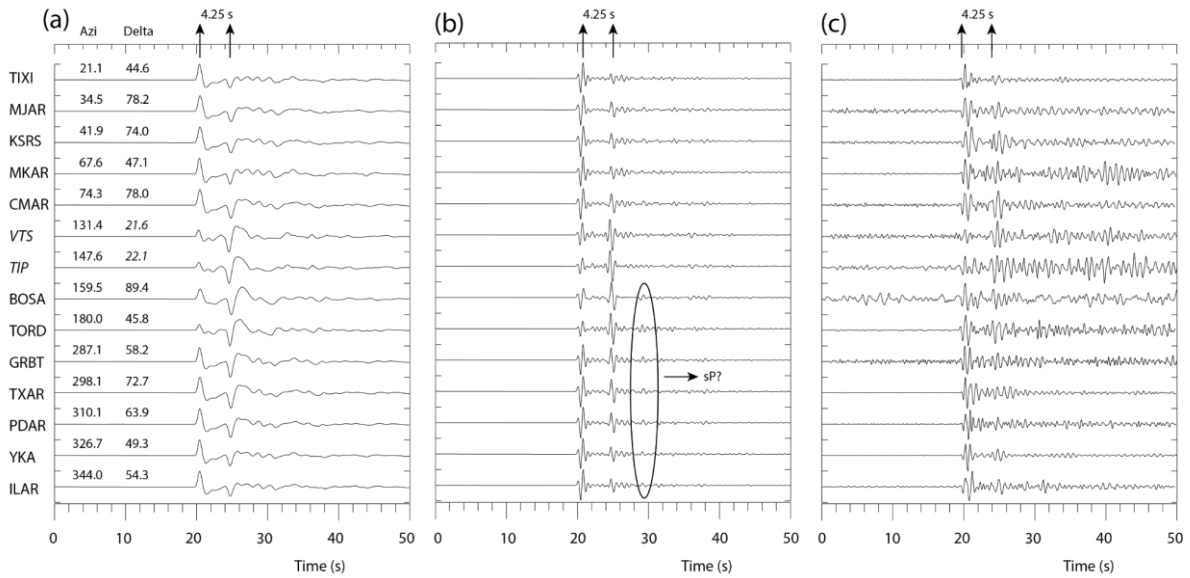 (a) 4.25 s (b) 4.25 s (c) 4.25 s
Azi Delta
TIXI 21.1 44.6
MJAR 34.5 78.2
KSRS 41.9 74.0
MKAR 67.6 47.1
CMAR 74.3 78.0
VTS 131.4 21.6
TIP 147.6 22.1
BOSA 159.5 89.4
TORD 180.0 45.8
GRBT 287.1 58.2
TXAR 298.1 72.7 sP?
PDAR 310.1 63.9
YKA 326.7 49.3
ILAR 344.0 54.3
0 10 20 30 40 50 0 10 20 30 40 50 0 10 20 30 40 50
Time (s) Time (s) Time (s)